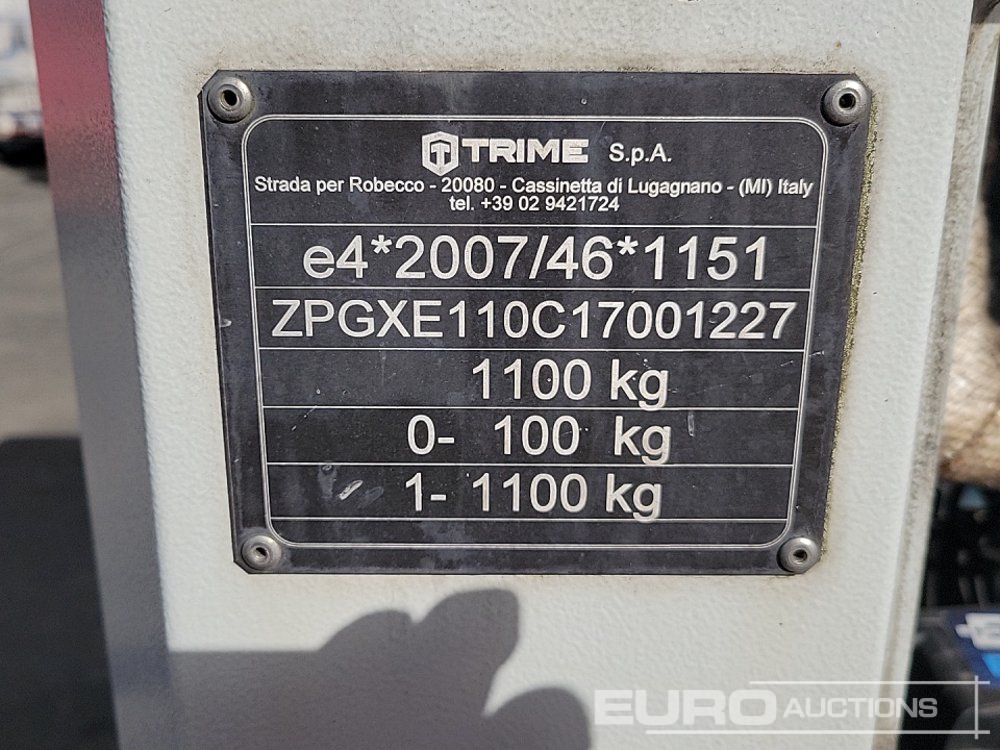 TRIME S.p.A.
Strada per Robecco - 20080 - Cassinetta di Lugagnano - (MI) Italy
tel. +39 02 9421724
e4*2007/46*1151
ZPGXE110C17001227
1100 kg
0- 100 kg
1- 1100 kg
EURO AUCTIONS